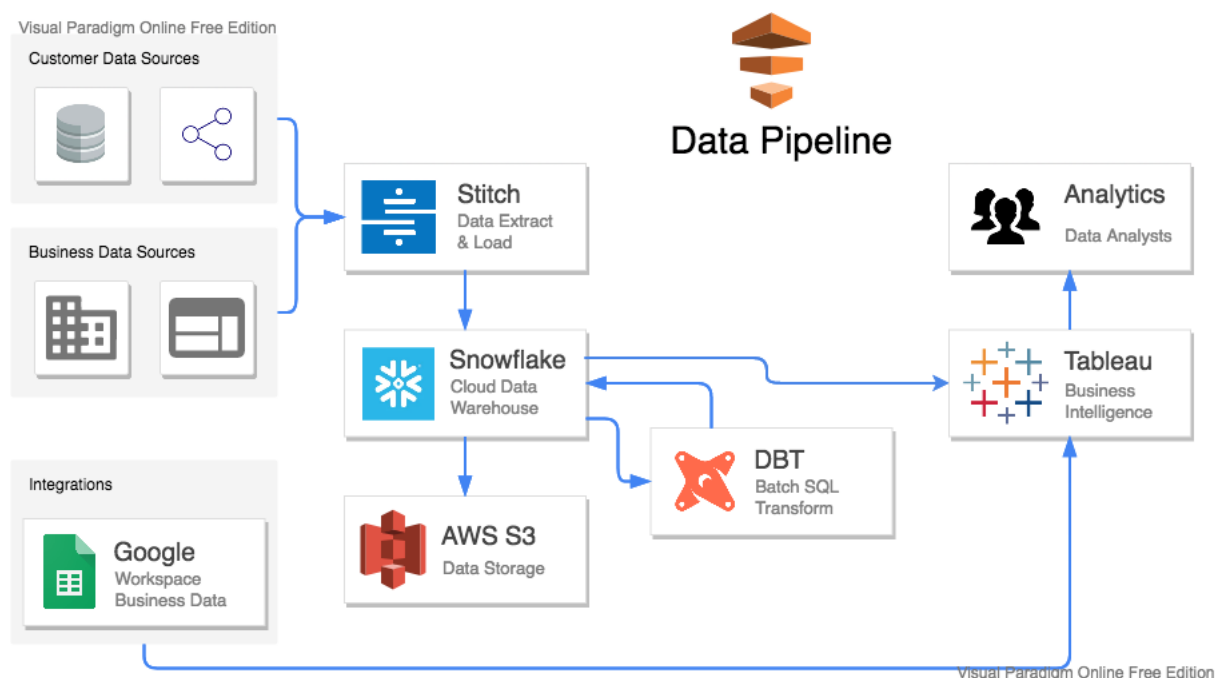 Visual Paradigm Online Free Edition
Customer Data Sources
Data Pipeline
Stitch
Data Extract
& Load
Analytics
Data Analysts
Business Data Sources
Snowflake
Cloud Data
Warehouse
Tableau
Business
Intelligence
DBT
Batch SQL
Transform
Integrations
Google
Workspace
Business Data
AWS S3
Data Storage
Visual Paradigm Online Free Edition